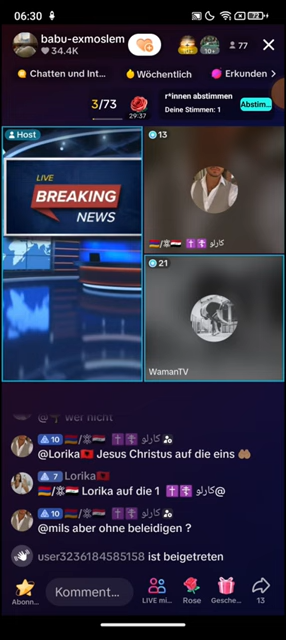 06:30
72
babu-exmoslem
34.4K
10+
77
Chatten und Int...
Wöchentlich
Erkunden
3/73
29:37
r*innen abstimmen
Deine Stimmen: 1
Abstim...
Host
13
LIVE
BREAKING
NEWS
كارلو
21
WamanTV
@ wer nicht
10 كارلو
@Lorika Jesus Christus auf die eins
7 Lorika
Lorika auf die 1 كارلو@
10 كارلو
@mils aber ohne beleidigen ?
user3236184585158 ist beigetreten
Komment...
Abonn...
LIVE mi...
Rose
Gesche...
13